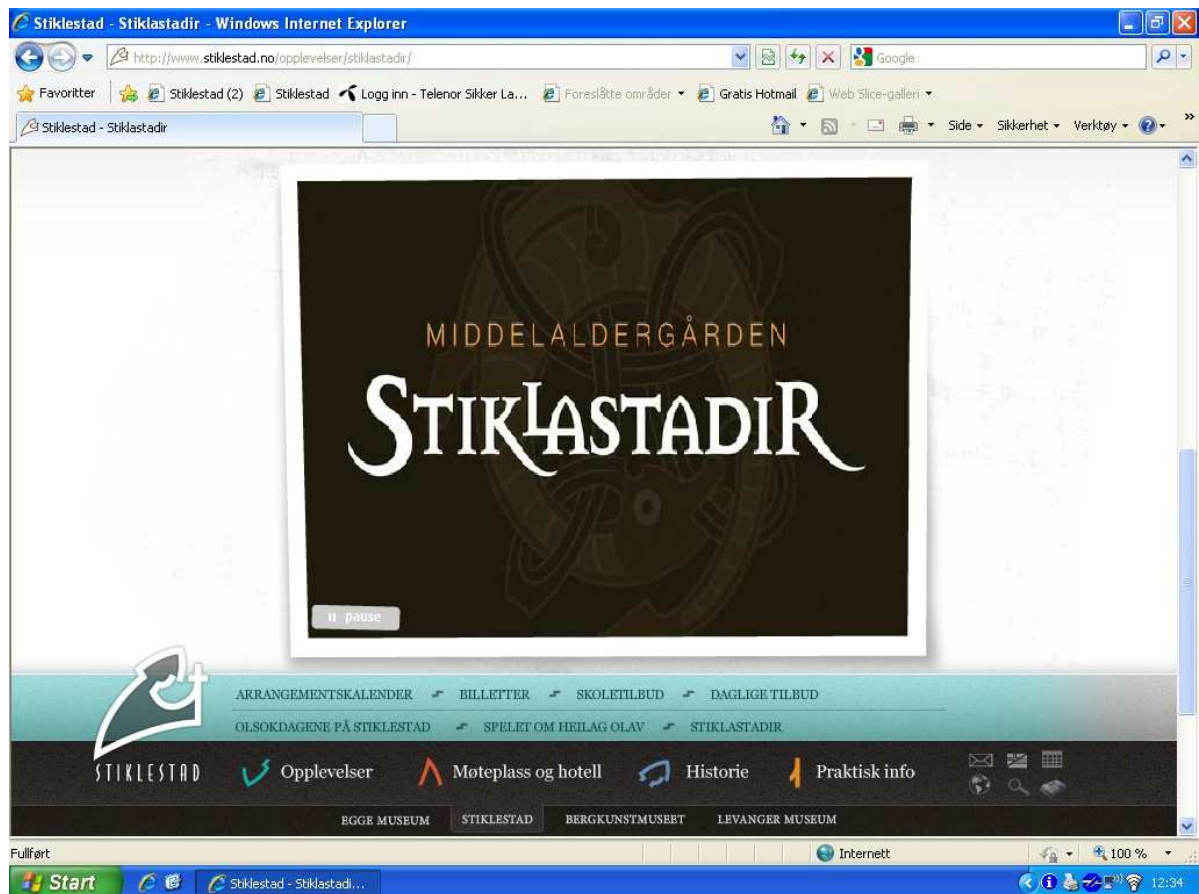 Stiklestad - Stiklastadir - Windows Internet Explorer
http://www.stiklestad.no/opplevelser/stiklastadir/ Google
Favoritter Stiklestad (2) Stiklestad Logg inn - Telenor Sikker La... Foreslåtte områder Gratis Hotmail Web Slice-galleri
Stiklestad - Stiklastadir Side Sikkerhet Verktøy »
MIDDELALDERGÅRDEN
STIKLASTADIR
pause
ARRANGEMENTSKALENDER BILLETTER SKOLETILBUD DAGLIGE TILBUD
OLSOKDAGENE PÅ STIKLESTAD SPELET OM HEILAG OLAV STIKLASTADIR
STIKLESTAD Opplevelser Møteplass og hotell Historie Praktisk info
EGGE MUSEUM STIKLESTAD BERGKUNSTMUSEET LEVANGER MUSEUM
Fullført Internett 100 %
Start Stiklestad - Stiklastadi... 12:34